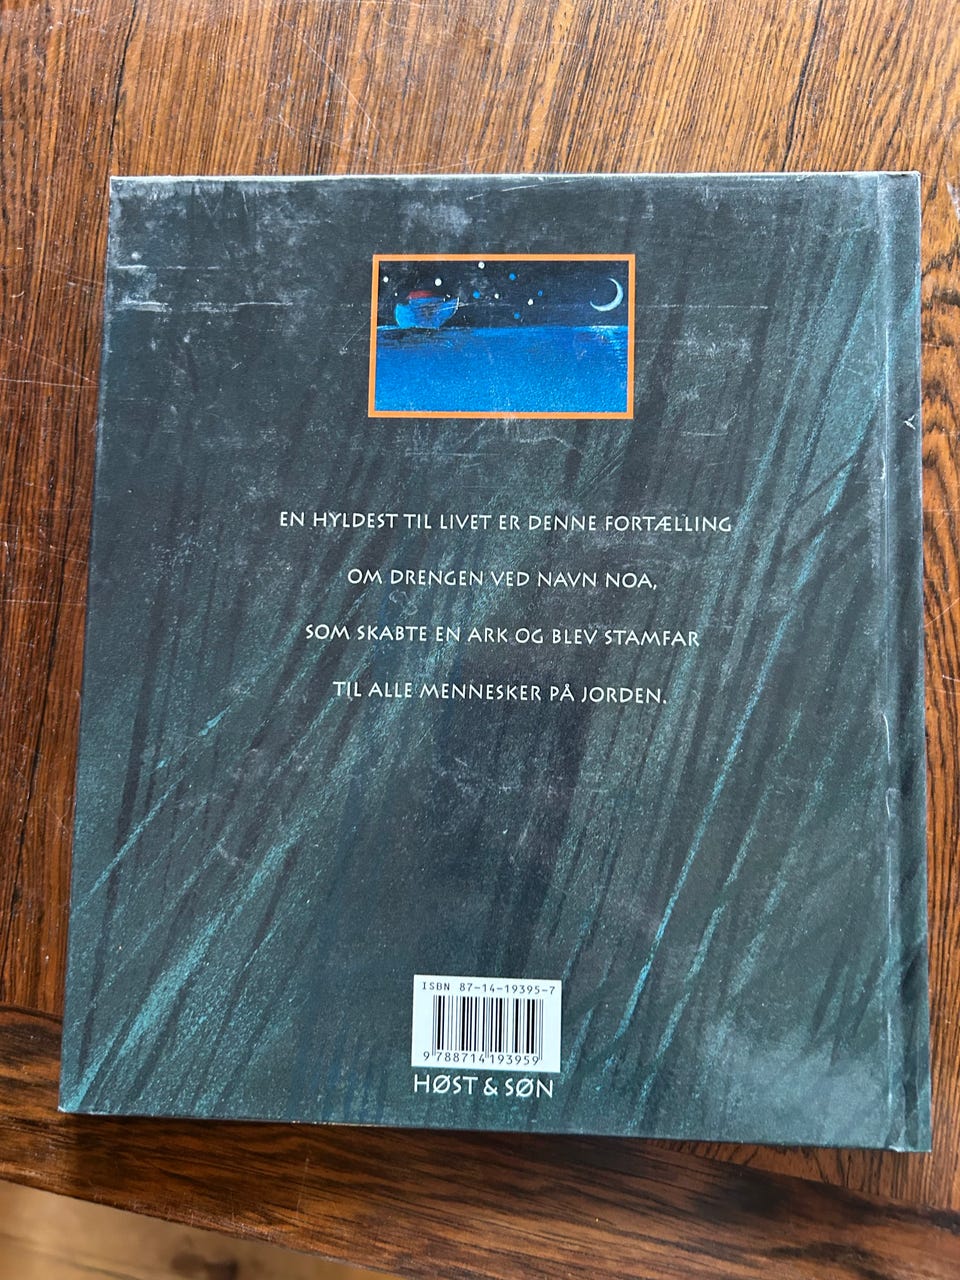 EN HYLDEST TIL LIVET ER DENNE FORTÆLLING
OM DRENGEN VED NAVN NOA,
SOM SKABTE EN ARK OG BLEV STAMFAR
TIL ALLE MENNESKER PÅ JORDEN.
ISBN 87-14-19395-7
9 788714 193959
HØST & SØN